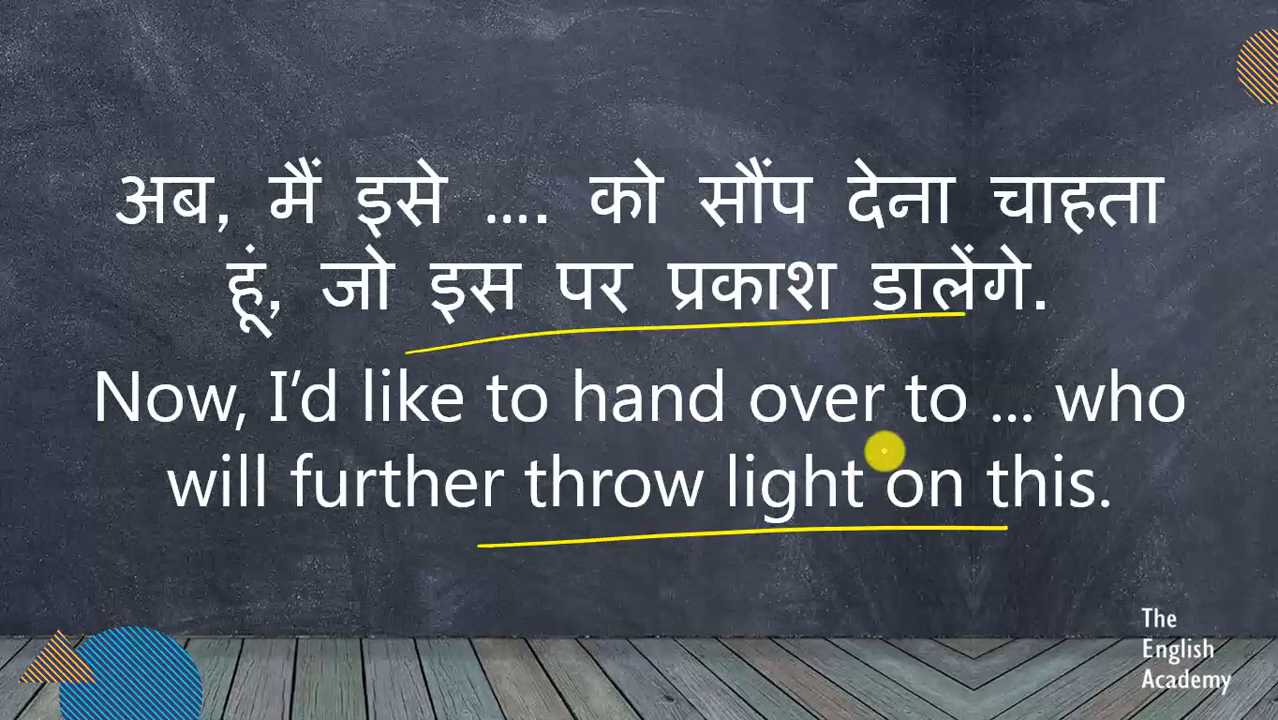 अब, मैं इसे .... को सौंप देना चाहता
हूं, जो इस पर प्रकाश डालेंगे.
Now, I’d like to hand over to ... who
will further throw light on this.
The
English
Academy